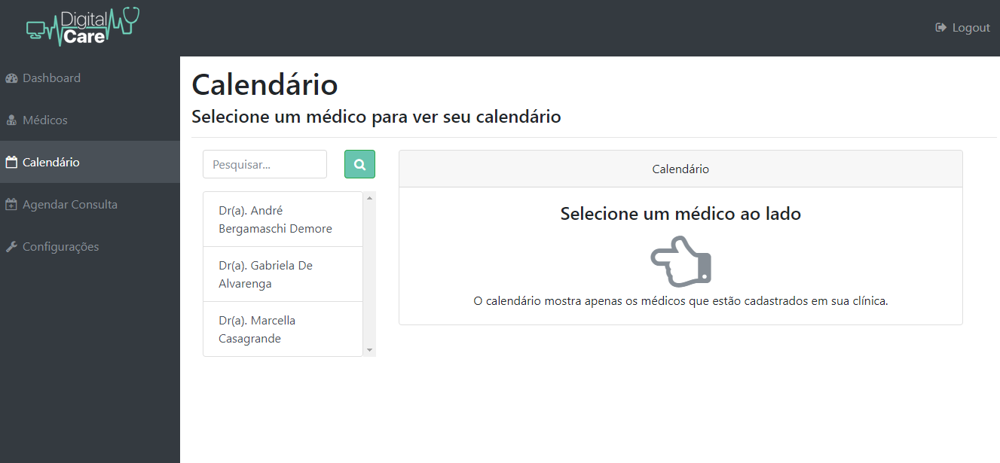 Digital
Care
Logout
Dashboard
Médicos
Calendário
Agendar Consulta
Configurações
Calendário
Selecione um médico para ver seu calendário
Pesquisar...
Dr(a). André
Bergamaschi Demore
Dr(a). Gabriela De
Alvarenga
Dr(a). Marcella
Casagrande
Calendário
Selecione um médico ao lado
O calendário mostra apenas os médicos que estão cadastrados em sua clínica.